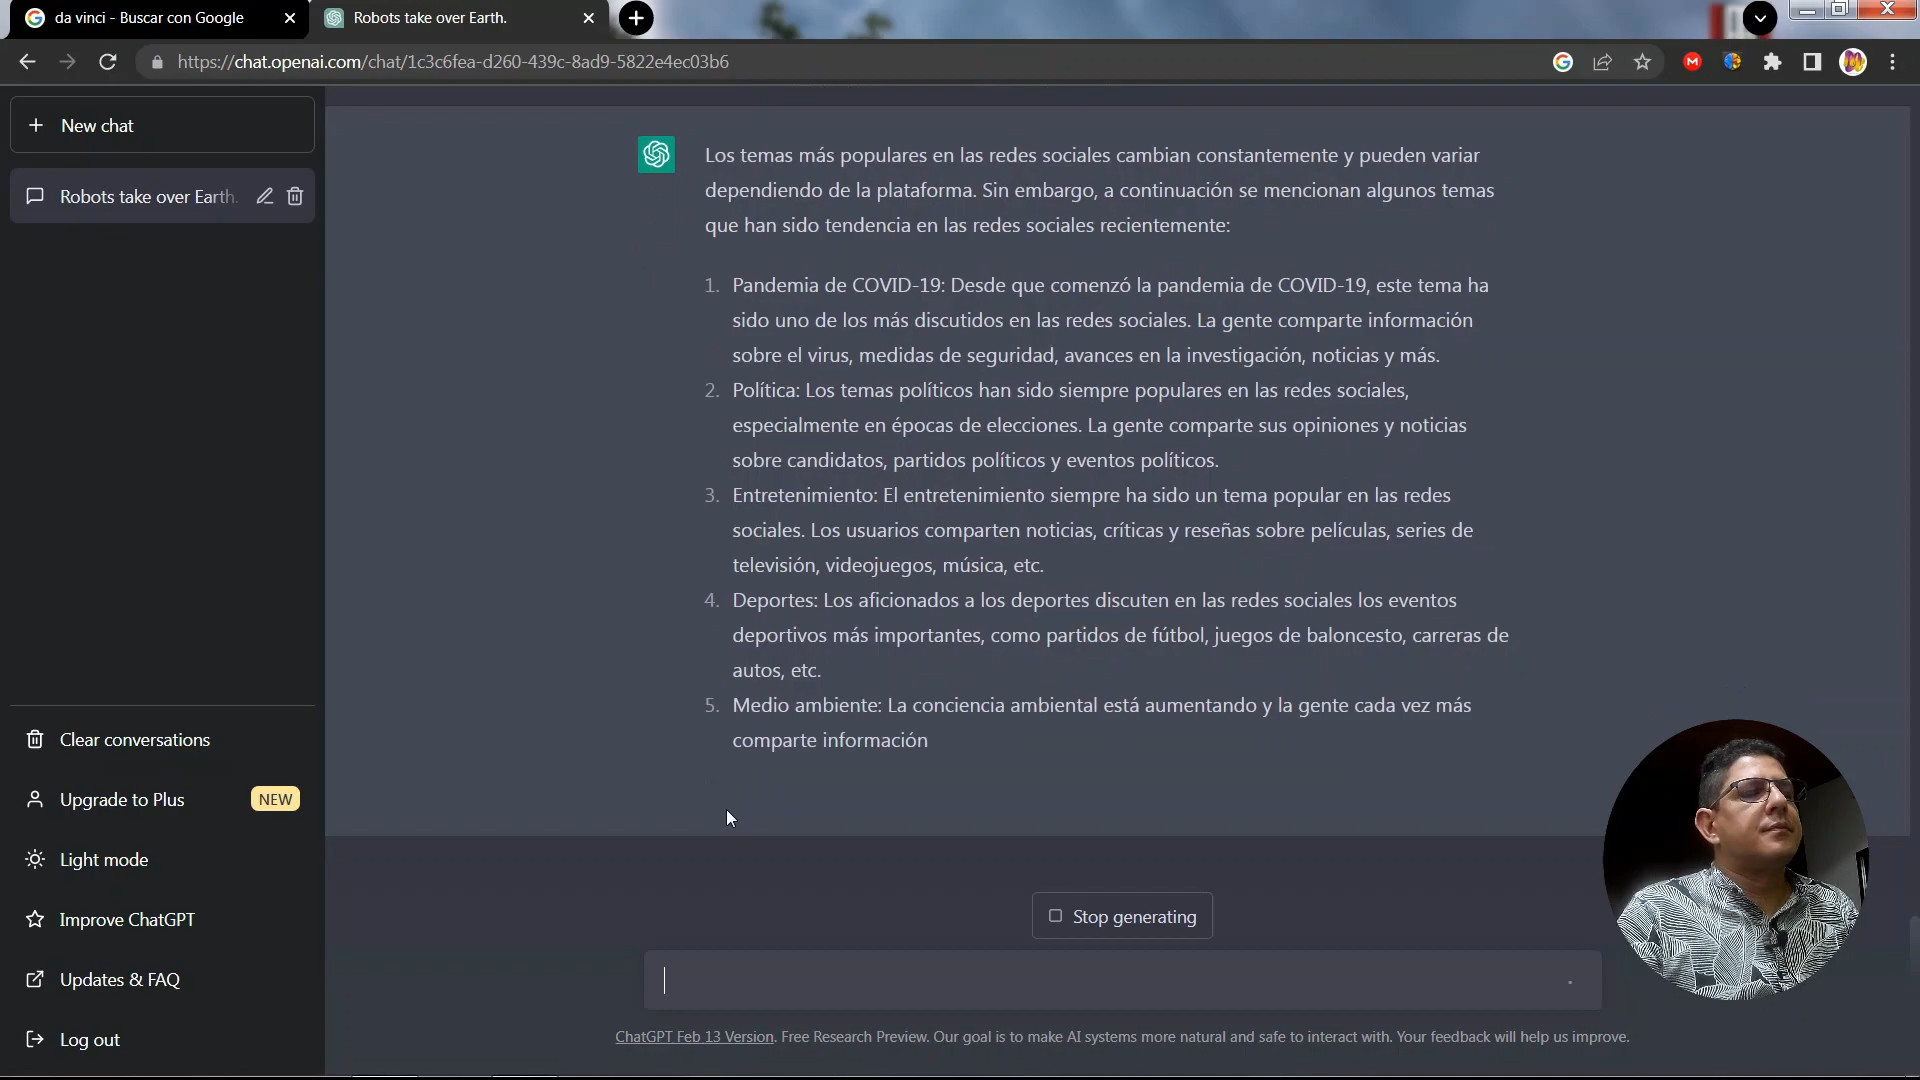 da vinci - Buscar con Google
Robots take over Earth.
https://chat.openai.com/chat/1c3c6fea-d260-439c-8ad9-5822e4ec03b6
New chat
Robots take over Earth.
Los temas más populares en las redes sociales cambian constantemente y pueden variar
dependiendo de la plataforma. Sin embargo, a continuación se mencionan algunos temas
que han sido tendencia en las redes sociales recientemente:
1. Pandemia de COVID-19: Desde que comenzó la pandemia de COVID-19, este tema ha
sido uno de los más discutidos en las redes sociales. La gente comparte información
sobre el virus, medidas de seguridad, avances en la investigación, noticias y más.
2. Política: Los temas políticos han sido siempre populares en las redes sociales,
especialmente en épocas de elecciones. La gente comparte sus opiniones y noticias
sobre candidatos, partidos políticos y eventos políticos.
3. Entretenimiento: El entretenimiento siempre ha sido un tema popular en las redes
sociales. Los usuarios comparten noticias, críticas y reseñas sobre películas, series de
televisión, videojuegos, música, etc.
4. Deportes: Los aficionados a los deportes discuten en las redes sociales los eventos
deportivos más importantes, como partidos de fútbol, juegos de baloncesto, carreras de
autos, etc.
5. Medio ambiente: La conciencia ambiental está aumentando y la gente cada vez más
comparte información
Clear conversations
Upgrade to Plus NEW
Light mode
Improve ChatGPT
Updates & FAQ
Log out
Stop generating
ChatGPT Feb 13 Version. Free Research Preview. Our goal is to make AI systems more natural and safe to interact with. Your feedback will help us improve.